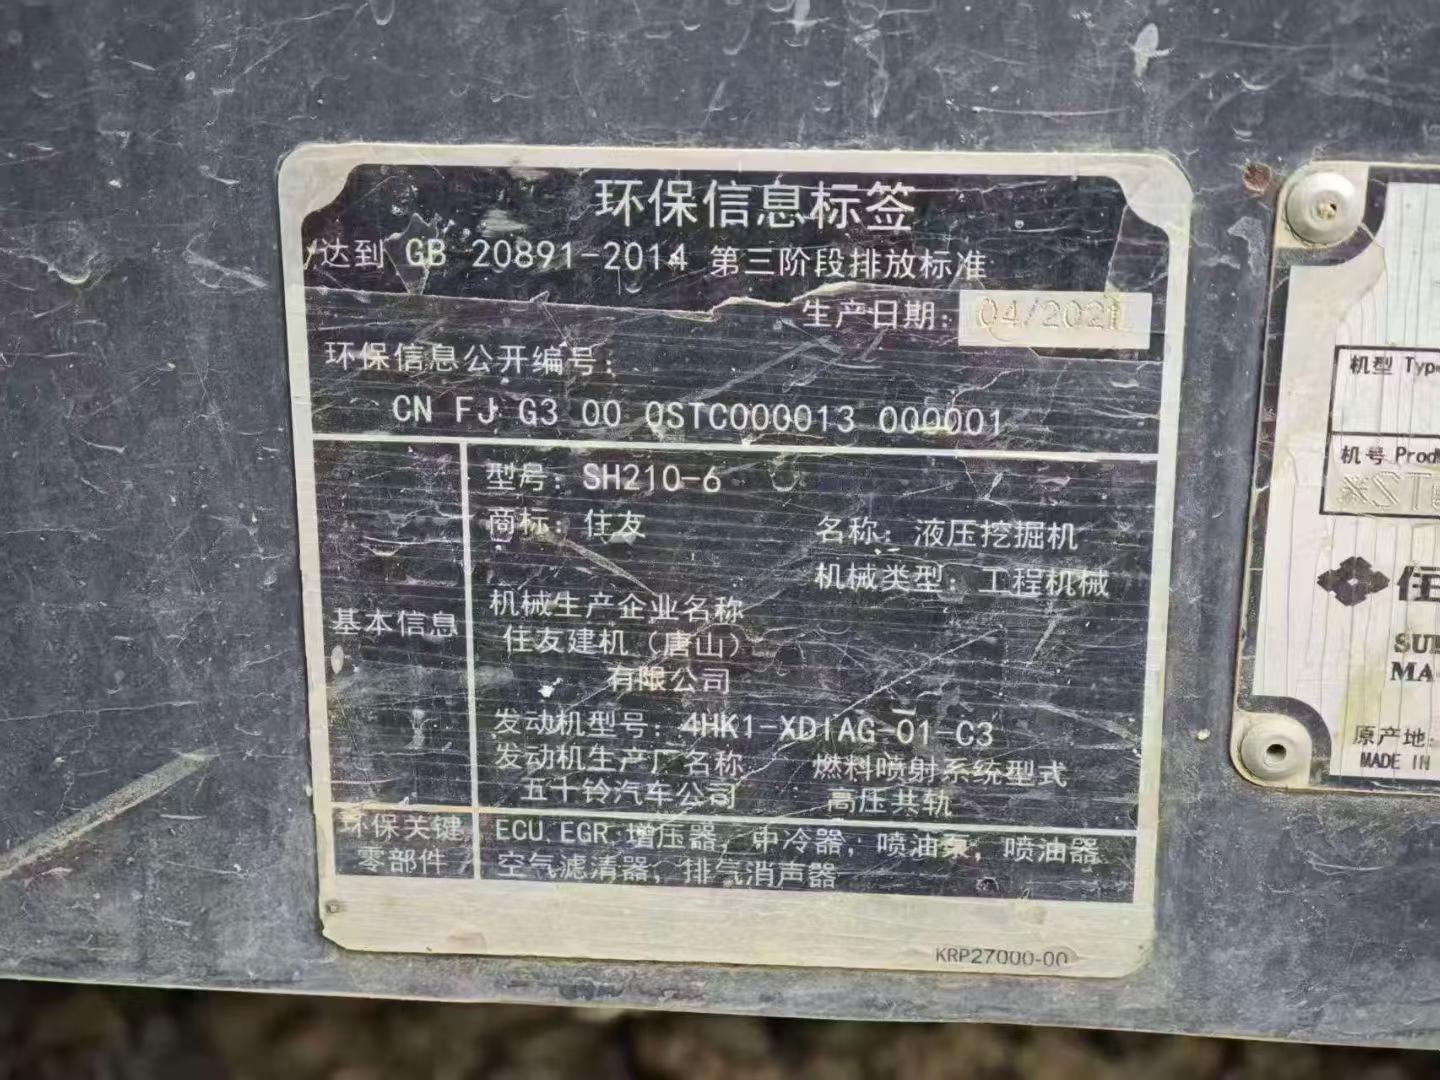 环保信息标签
达到 GB 20891-2014 第三阶段排放标准
生产日期: 04/2021
环保信息公开编号:
CN FJ G3 00 0STC000013 000001
基本信息
型号: SH210-6
商标: 住友 名称: 液压挖掘机
机械类型: 工程机械
机械生产企业名称
住友建机（唐山）
有限公司
发动机型号: 4HK1-XDIAG-01-C3
发动机生产厂名称 燃料喷射系统型式
五十铃汽车公司 高压共轨
环保关键
零部件
ECU, EGR, 增压器, 中冷器, 喷油泵, 喷油器
空气滤清器, 排气消声器
KRP27000-00
机型 Type
机号 Prod
住
SUM
MA
原产地:
MADE IN